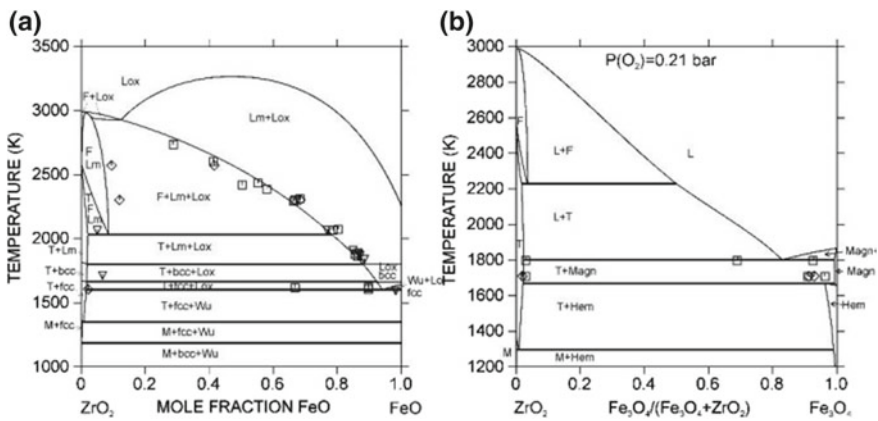 (a)
3500
3000
2500
2000
1500
1000
TEMPERATURE (K)
Lox
F+Lox
Lm+Lox
F
Lm
F+Lm+Lox
T
F
Lm
T+Lm
T+Lm+Lox
T+bcc
T+bcc+Lox
Lox
bcc
T+fcc
L+fcc+Lox
fcc
T+fcc+Wu
M+fcc
M+fcc+Wu
M+bcc+Wu
0 0.2 0.4 0.6 0.8 1.0
ZrO₂ MOLE FRACTION FeO FeO
(b)
3000
2800
2600
2400
2200
2000
1800
1600
1400
1200
TEMPERATURE (K)
P(O₂)=0.21 bar
F
L+F
L
L+T
T
Magn+
T+Magn
Magn
T+Hem
Hem
M
M+Hem
0 0.2 0.4 0.6 0.8 1.0
ZrO₂ Fe₃O₄/(Fe₃O₄+ZrO₂) Fe₃O₄